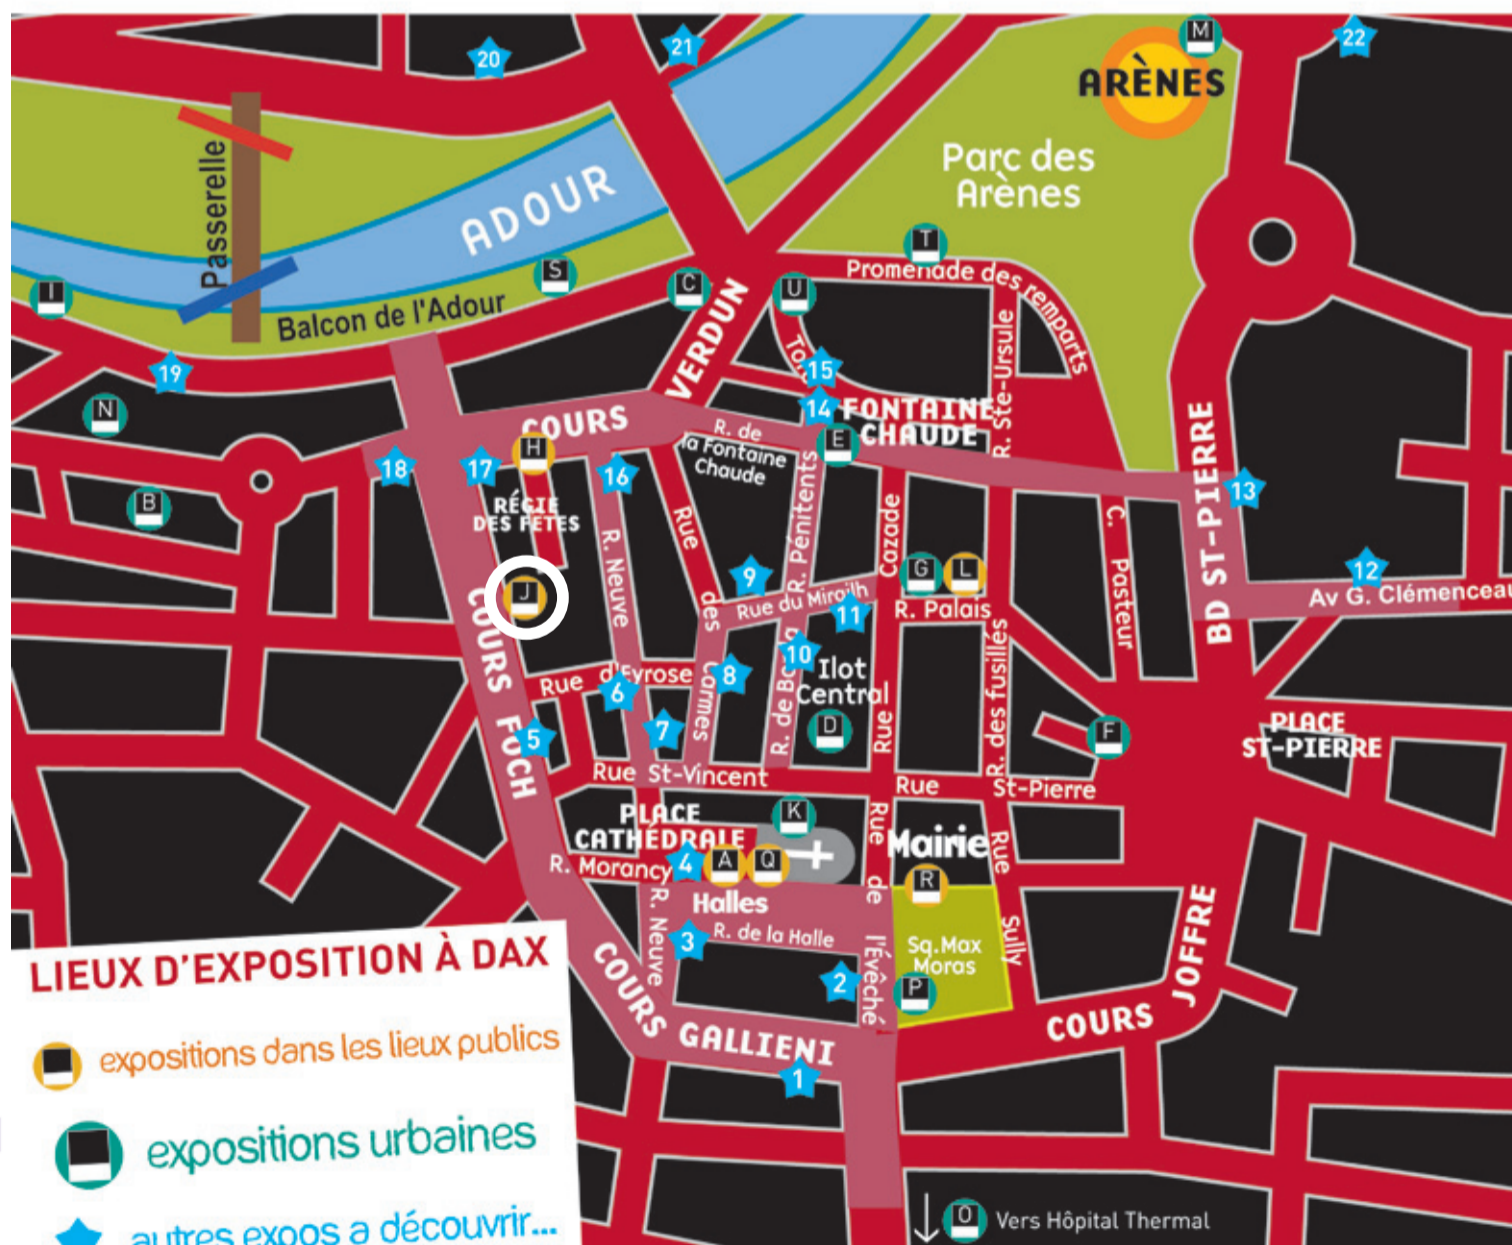 20
21
22
M
ARÈNES
Parc des
Arènes
Passerelle
ADOUR
T
Promenade des remparts
I
S
C
U
Balcon de l'Adour
VERDUN
R. Ste-Ursule
15
19
N
14
FONTAINE
CHAUDE
COURS
R. de
la Fontaine
Chaude
E
H
18
17
16
13
BD ST-PIERRE
B
RÉGIE
DES FÊTES
Rue
des
Carmes
R. Pénitents
Cazade
C. Pasteur
J
R. Neuve
9
G
L
12
Rue du Mirailh
11
R. Palais
Av G. Clémenceau
COURS FOCH
10
Ilot
Central
R. des fusillés
Rue d'Eyrose
6
8
5
7
R. de Borda
D
Rue
F
PLACE
ST-PIERRE
Rue St-Vincent
Rue St-Pierre
PLACE
CATHÉDRALE
K
Rue de l'Évêché
Mairie
Rue Sully
R. Morancy
4
A
Q
R
Halles
R. Neuve
3
R. de la Halle
2
Sq.Max
Moras
P
COURS JOFFRE
COURS GALLIENI
1
O
Vers Hôpital Thermal
LIEUX D'EXPOSITION À DAX
expositions dans les lieux publics
expositions urbaines
autres expos a découvrir...